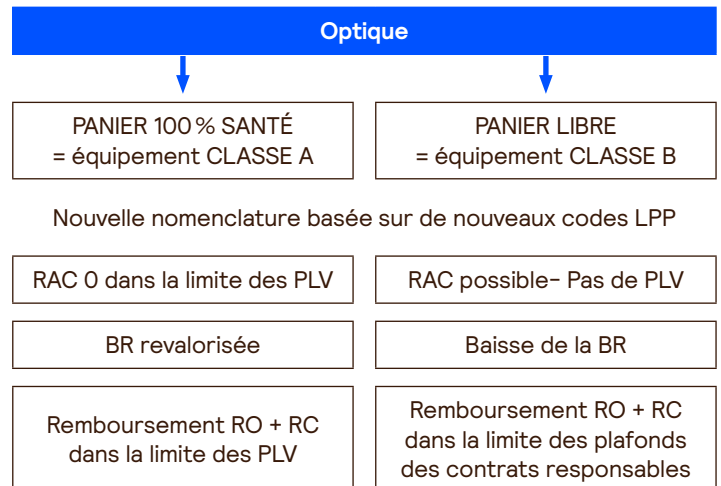 Optique
PANIER 100 % SANTÉ
= équipement CLASSE A
PANIER LIBRE
= équipement CLASSE B
Nouvelle nomenclature basée sur de nouveaux codes LPP
RAC 0 dans la limite des PLV
RAC possible- Pas de PLV
BR revalorisée
Baisse de la BR
Remboursement RO + RC
dans la limite des PLV
Remboursement RO + RC
dans la limite des plafonds
des contrats responsables